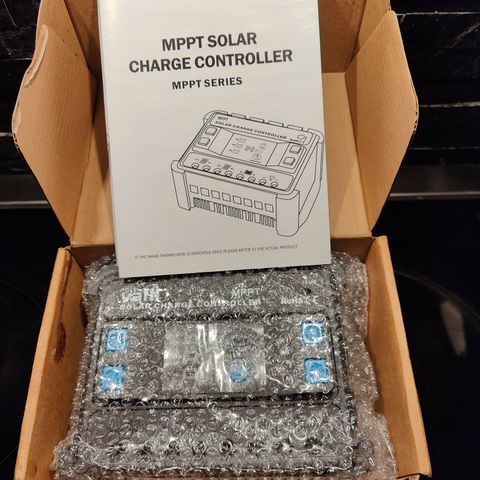 MPPT SOLAR
CHARGE CONTROLLER
MPPT SERIES
MPPT
SOLAR CHARGE CONTROLLER
THE IMAGE SHOWN HERE IS INDICATIVE ONLY. PLEASE REFER TO THE ACTUAL PRODUCT
MPPT
SOLAR CHARGE CONTROLLER
RoHS